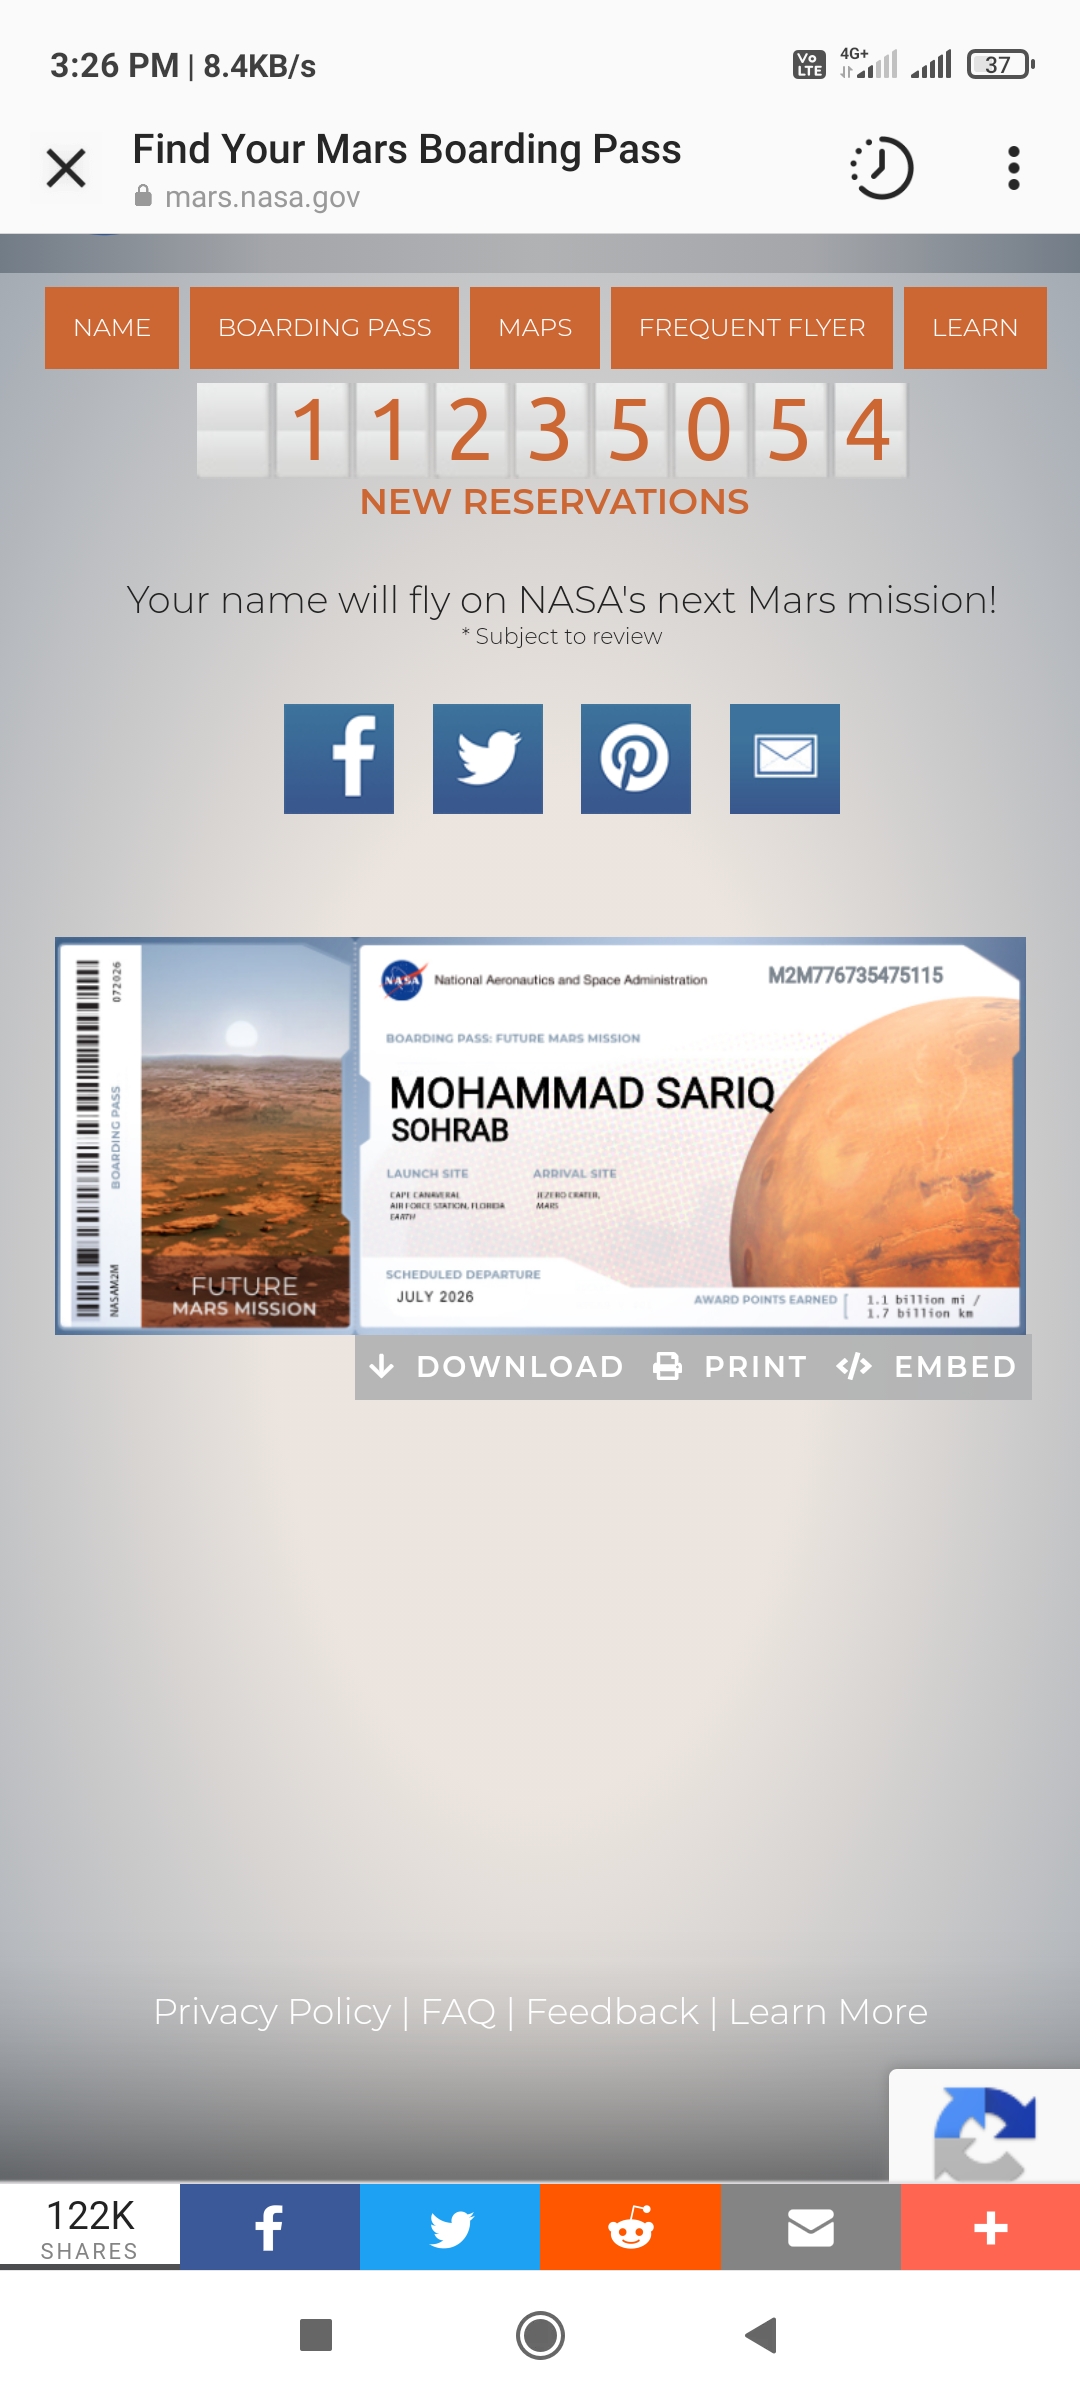 3:26 PM | 8.4KB/s Vo LTE 4G+ 37
Find Your Mars Boarding Pass
mars.nasa.gov
NAME BOARDING PASS MAPS FREQUENT FLYER LEARN
1 1 2 3 5 0 5 4
NEW RESERVATIONS
Your name will fly on NASA's next Mars mission!
* Subject to review
072026
BOARDING PASS
NASAM2M
FUTURE
MARS MISSION
NASA National Aeronautics and Space Administration M2M776735475115
BOARDING PASS: FUTURE MARS MISSION
MOHAMMAD SARIQ
SOHRAB
LAUNCH SITE ARRIVAL SITE
CAPE CANAVERAL JEZERO CRATER,
AIR FORCE STATION, FLORIDA MARS
EARTH
SCHEDULED DEPARTURE
JULY 2026
AWARD POINTS EARNED 1.1 billion mi /
1.7 billion km
DOWNLOAD PRINT EMBED
Privacy Policy | FAQ | Feedback | Learn More
122K
SHARES